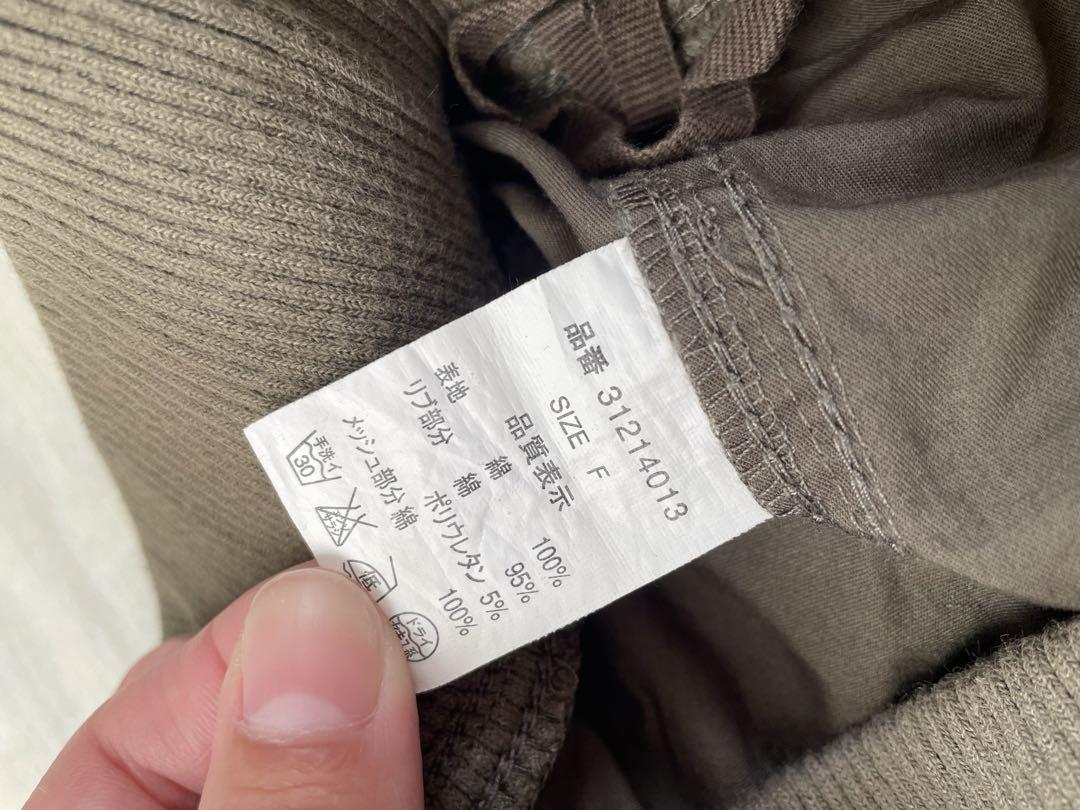 品番 31214013
SIZE F
品質表示
表地 綿 100%
リブ部分 綿 95%
ポリウレタン 5%
メッシュ部分 綿 100%
手洗イ
30
低
ドライ